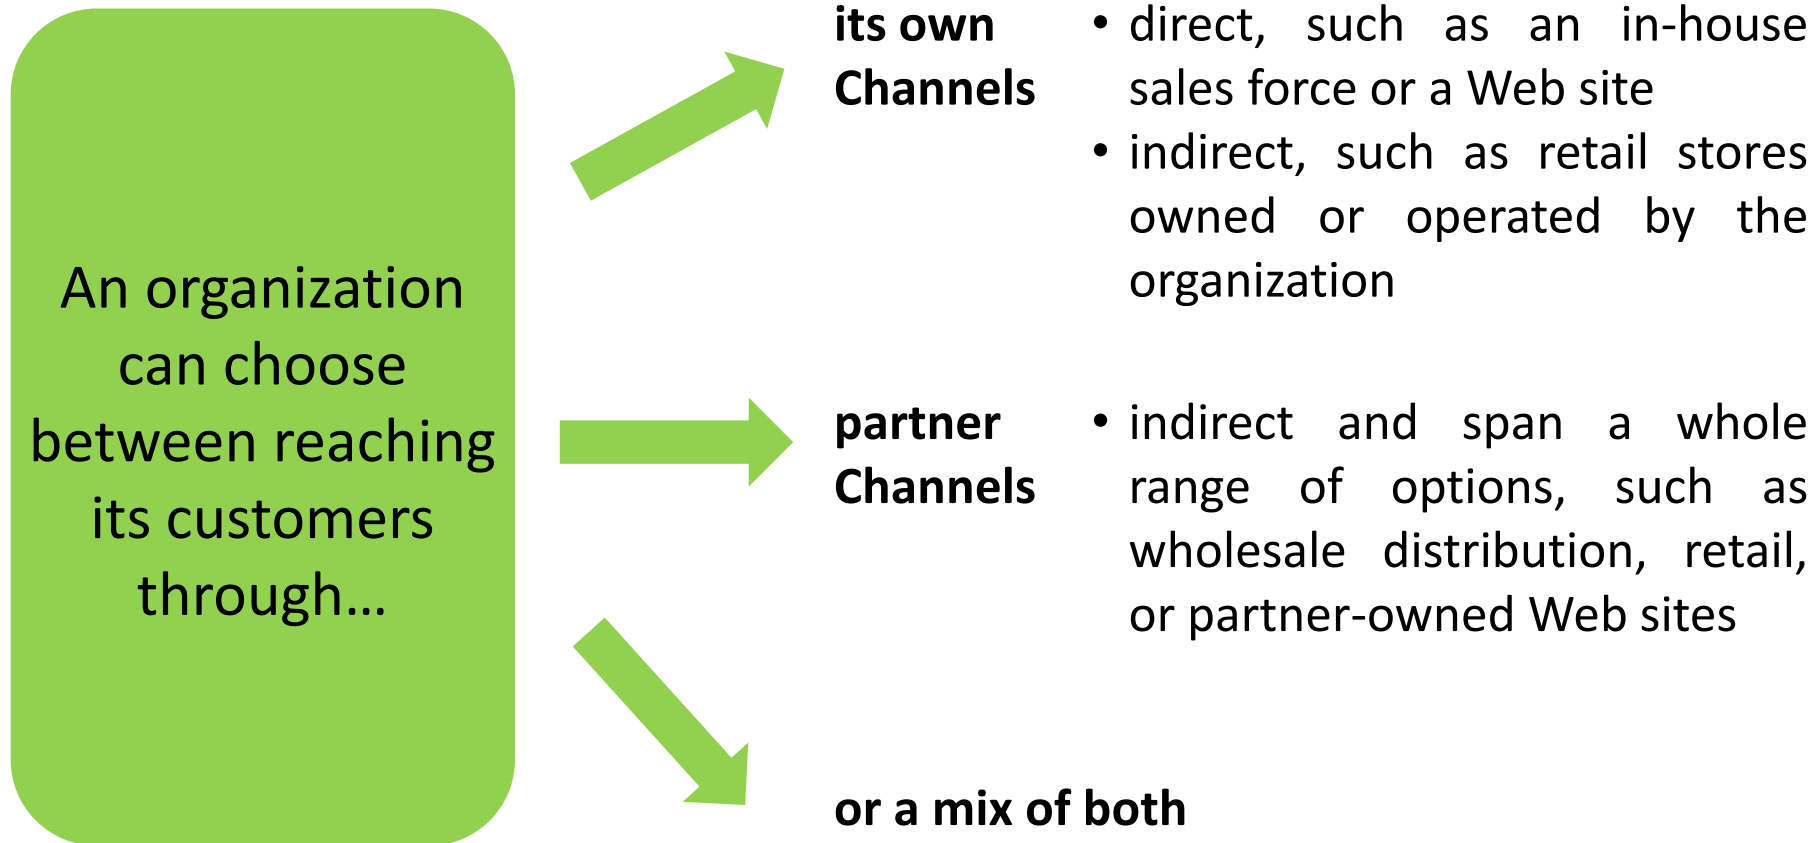 An organization
can choose
between reaching
its customers
through…
its own
Channels
• direct, such as an in-house
sales force or a Web site
• indirect, such as retail stores
owned or operated by the
organization
partner
Channels
• indirect and span a whole
range of options, such as
wholesale distribution, retail,
or partner-owned Web sites
or a mix of both